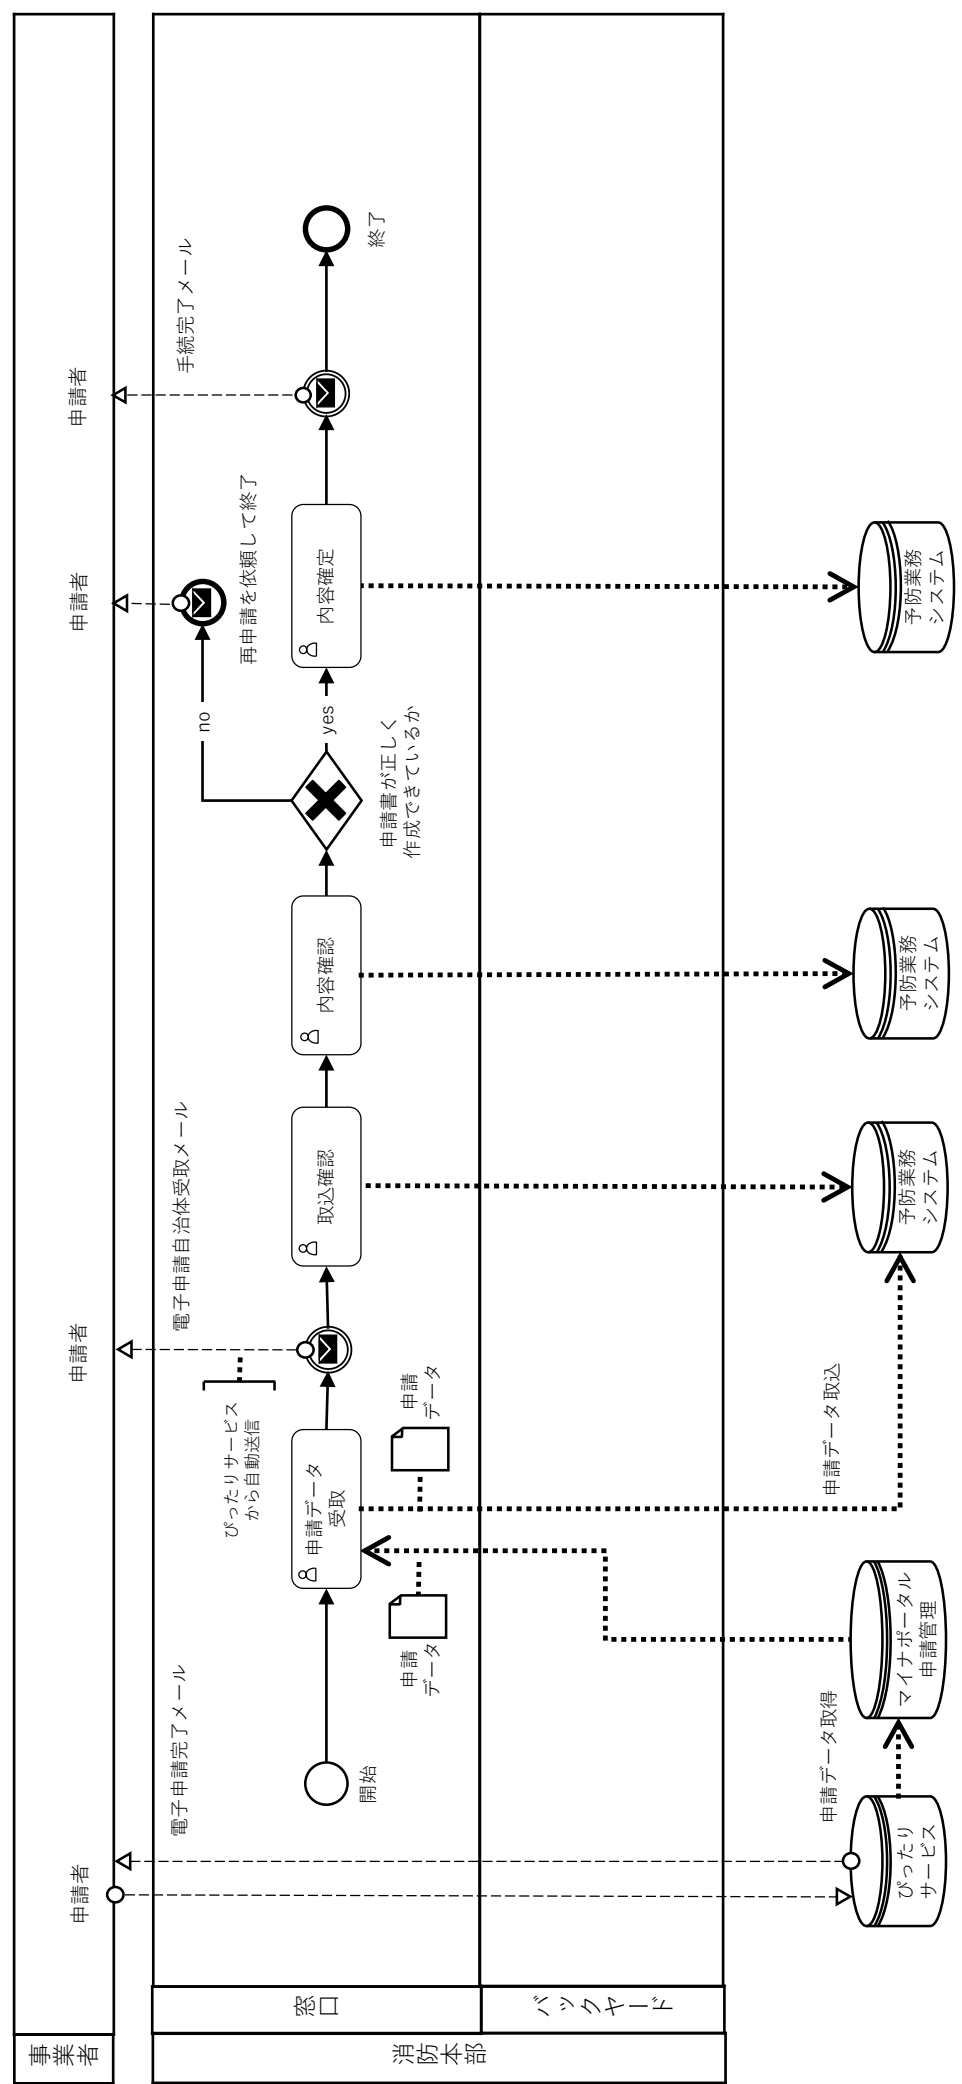 事業者
消防本部
窓口
バックヤード
申請者
電子申請完了メール
開始
ぴったり
サービス
申請データ取得
マイナポータル
申請管理
申請
データ
申請データ
受取
申請
データ
申請データ取込
ぴったりサービス
から自動送信
申請者
電子申請自治体受取メール
取込確認
予防業務
システム
内容確認
予防業務
システム
申請書が正しく
作成できているか
no
yes
申請者
再申請を依頼して終了
内容確定
予防業務
システム
申請者
手続完了メール
終了